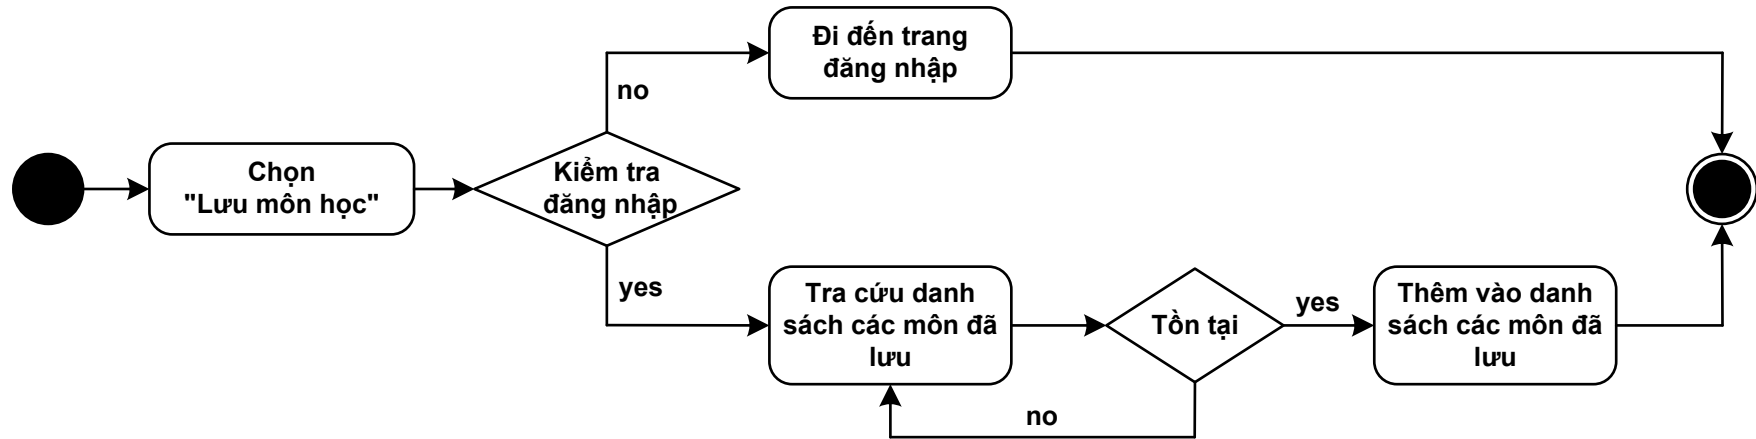 Đi đến trang
đăng nhập
no
Chọn
"Lưu môn học"
Kiểm tra
đăng nhập
yes
Tra cứu danh
sách các môn đã
lưu
Tồn tại
yes
Thêm vào danh
sách các môn đã
lưu
no